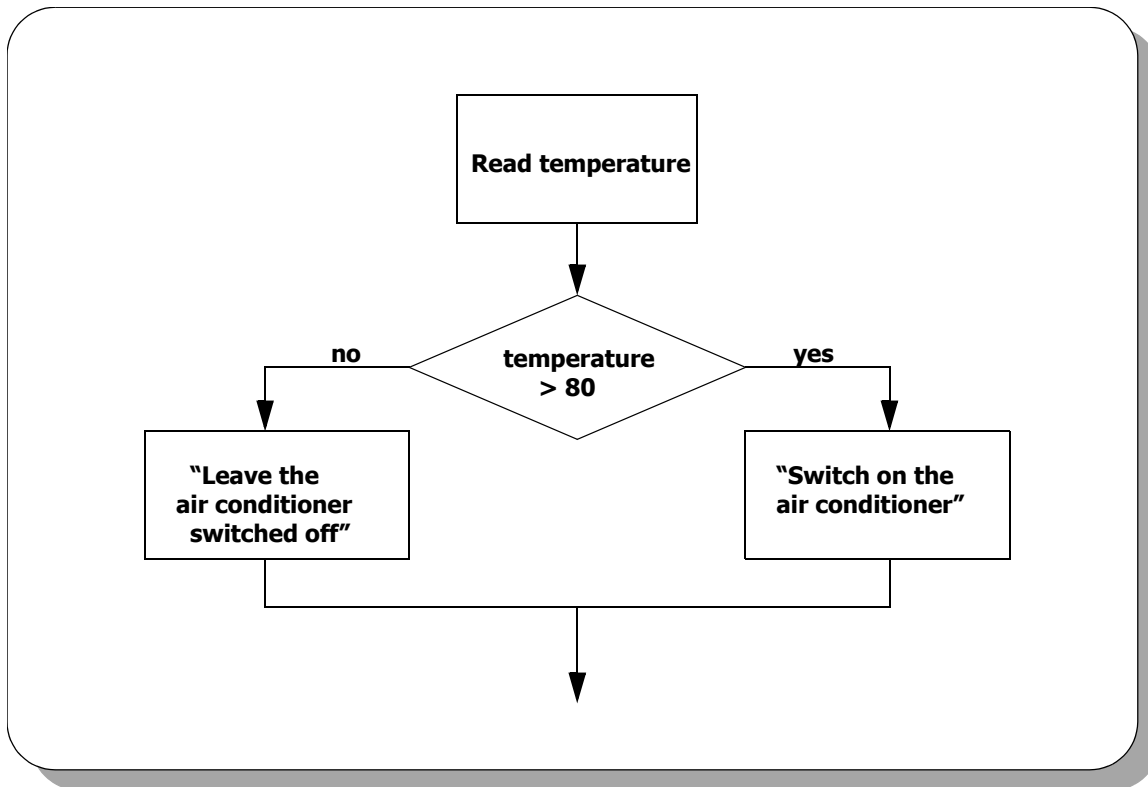 Read temperature
no
temperature
> 80
yes
“Leave the
air conditioner
switched off”
“Switch on the
air conditioner”